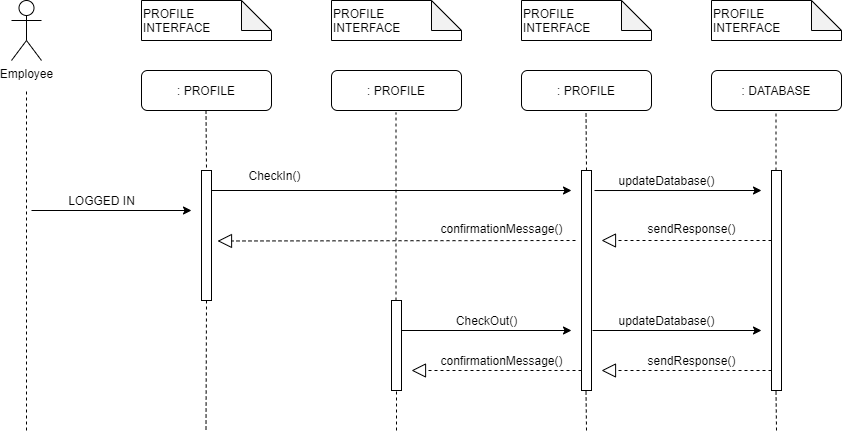 PROFILE
INTERFACE
PROFILE
INTERFACE
PROFILE
INTERFACE
PROFILE
INTERFACE
Employee
: PROFILE
: PROFILE
: PROFILE
: DATABASE
CheckIn()
updateDatabase()
LOGGED IN
confirmationMessage()
sendResponse()
CheckOut()
updateDatabase()
confirmationMessage()
sendResponse()